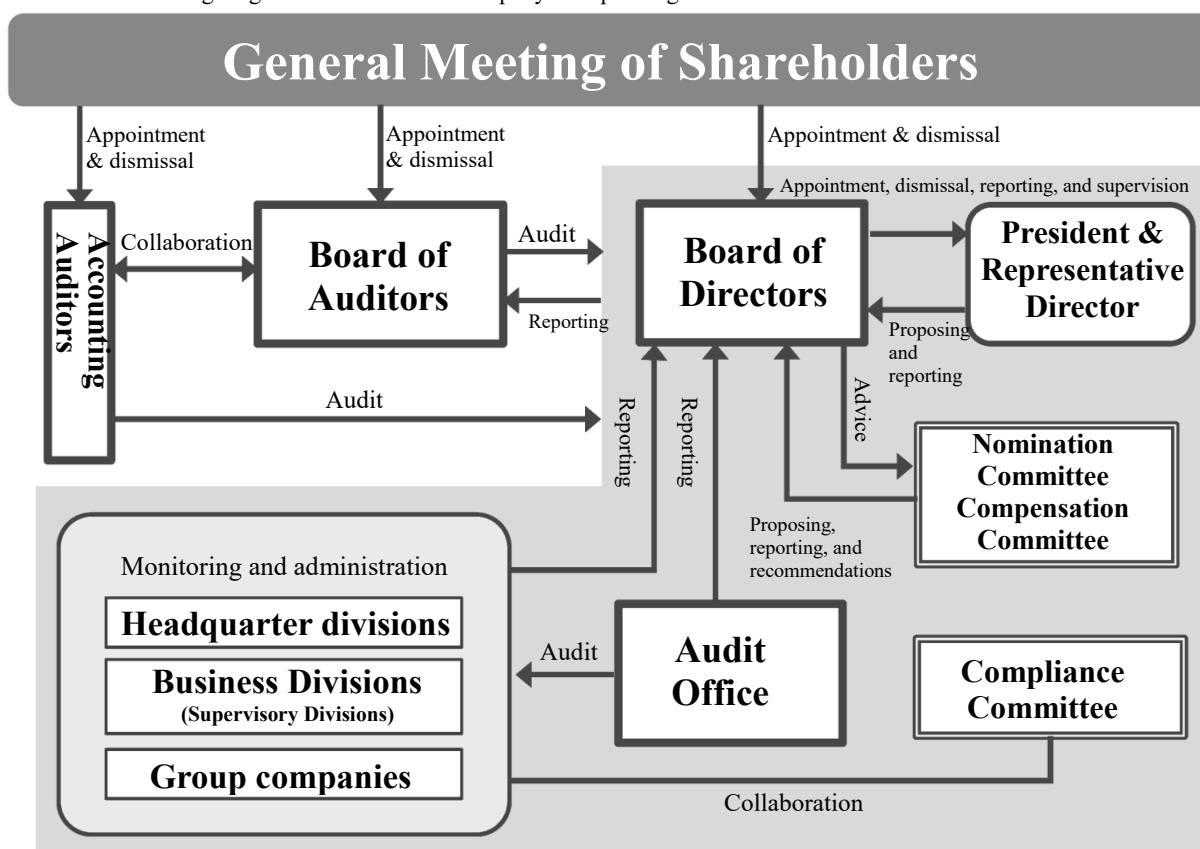 General Meeting of Shareholders
Appointment
& dismissal
Appointment
& dismissal
Appointment & dismissal
Appointment, dismissal, reporting, and supervision
Accounting
Auditors
Collaboration
Board of
Auditors
Audit
Reporting
Board of
Directors
President &
Representative
Director
Proposing
and
reporting
Audit
Reporting
Reporting
Advice
Nomination
Committee
Compensation
Committee
Proposing,
reporting, and
recommendations
Monitoring and administration
Headquarter divisions
Business Divisions
(Supervisory Divisions)
Group companies
Audit
Audit
Office
Compliance
Committee
Collaboration